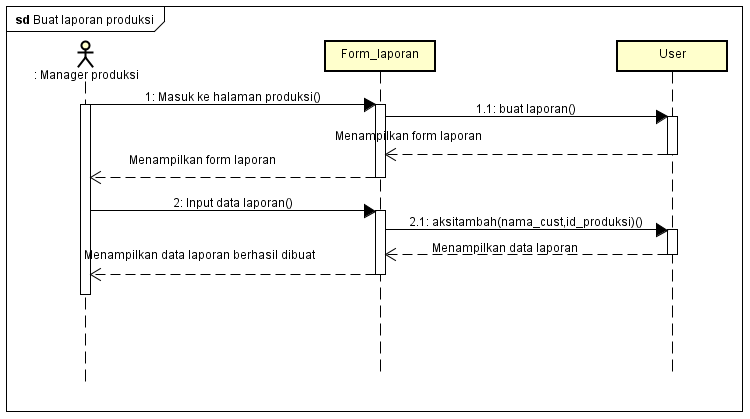 sd Buat laporan produksi
: Manager produksi
Form_laporan
User
1: Masuk ke halaman produksi()
1.1: buat laporan()
Menampilkan form laporan
Menampilkan form laporan
2: Input data laporan()
2.1: aksitambah(nama_cust,id_produksi)()
Menampilkan data laporan
Menampilkan data laporan berhasil dibuat